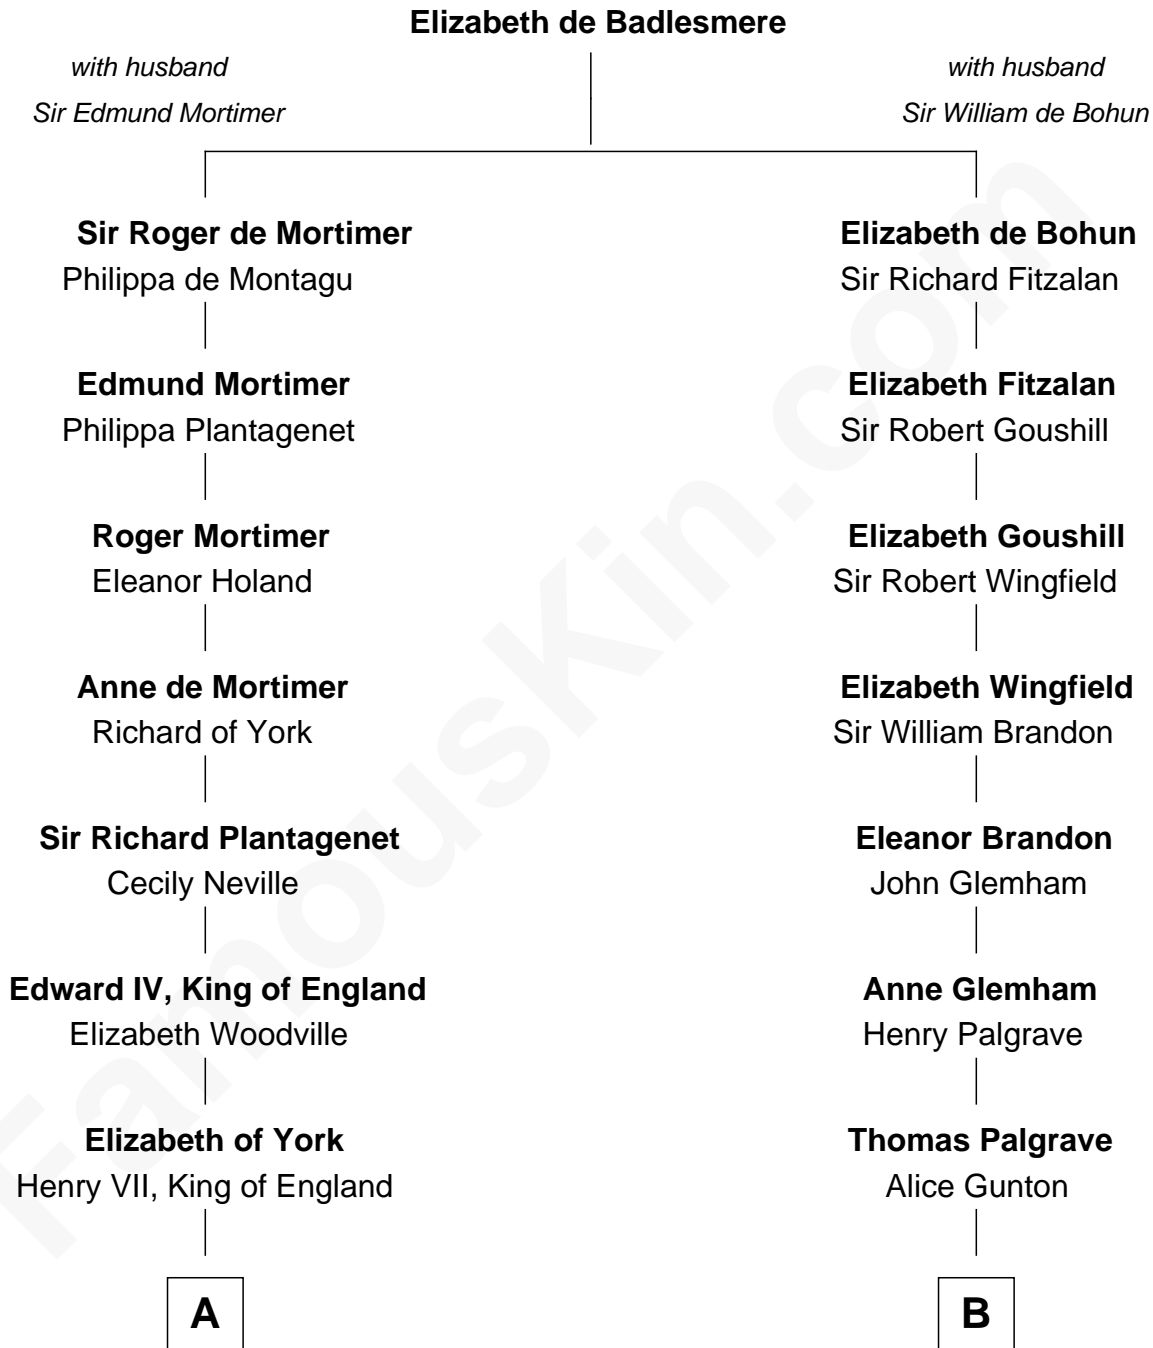 Elizabeth de Badlesmere
with husband
Sir Edmund Mortimer
with husband
Sir William de Bohun
Sir Roger de Mortimer
Philippa de Montagu
Elizabeth de Bohun
Sir Richard Fitzalan
Edmund Mortimer
Philippa Plantagenet
Elizabeth Fitzalan
Sir Robert Goushill
Roger Mortimer
Eleanor Holand
Elizabeth Goushill
Sir Robert Wingfield
Anne de Mortimer
Richard of York
Elizabeth Wingfield
Sir William Brandon
Sir Richard Plantagenet
Cecily Neville
Eleanor Brandon
John Glemham
Edward IV, King of England
Elizabeth Woodville
Anne Glemham
Henry Palgrave
Elizabeth of York
Henry VII, King of England
Thomas Palgrave
Alice Gunton
A
B
FamousKin.com